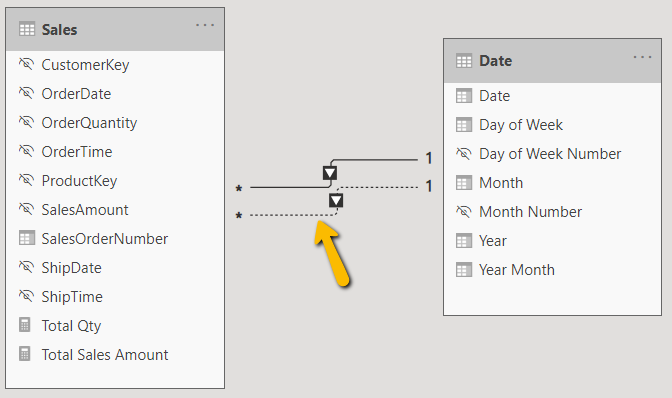 Sales
...
CustomerKey
OrderDate
OrderQuantity
OrderTime
ProductKey
SalesAmount
SalesOrderNumber
ShipDate
ShipTime
Total Qty
Total Sales Amount
* 1
* 1
Date
...
Date
Day of Week
Day of Week Number
Month
Month Number
Year
Year Month